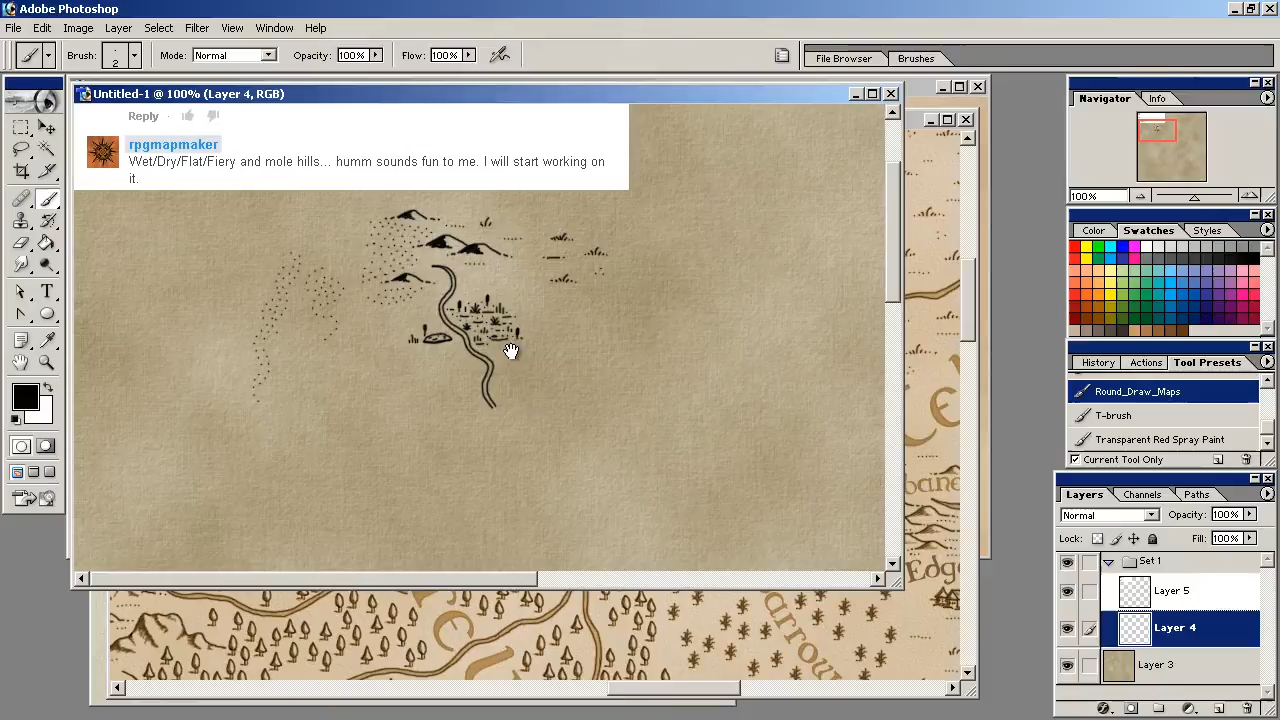 Adobe Photoshop
File Edit Image Layer Select Filter View Window Help
Brush: 2 Mode: Normal Opacity: 100% Flow: 100% File Browser Brushes
Untitled-1 @ 100% (Layer 4, RGB)
Reply
rpgmapmaker
Wet/Dry/Flat/Fiery and mole hills... humm sounds fun to me. I will start working on
it.
Navigator Info
100%
Color Swatches Styles
History Actions Tool Presets
Round_Draw_Maps
T-brush
Transparent Red Spray Paint
Current Tool Only
Layers Channels Paths
Normal Opacity: 100%
Lock: Fill: 100%
Set 1
Layer 5
Layer 4
Layer 3
Edg
arrow